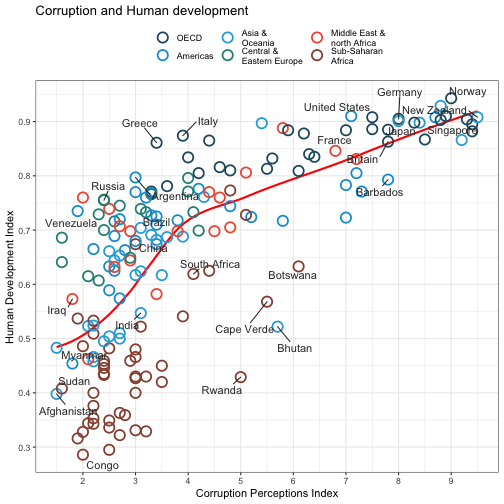 Corruption and Human development
OECD
Asia &
Oceania
Middle East &
north Africa
Americas
Central &
Eastern Europe
Sub-Saharan
Africa
Human Development Index
0.9
0.8
0.7
0.6
0.5
0.4
0.3
Germany
Norway
United States
New Zealand
Greece
Italy
Japan
Singapore
France
Britain
Russia
Argentina
Barbados
Venezuela
Brazil
China
South Africa
Botswana
Iraq
India
Cape Verde
Bhutan
Myanmar
Sudan
Rwanda
Afghanistan
Congo
2
3
4
5
6
7
8
9
Corruption Perceptions Index